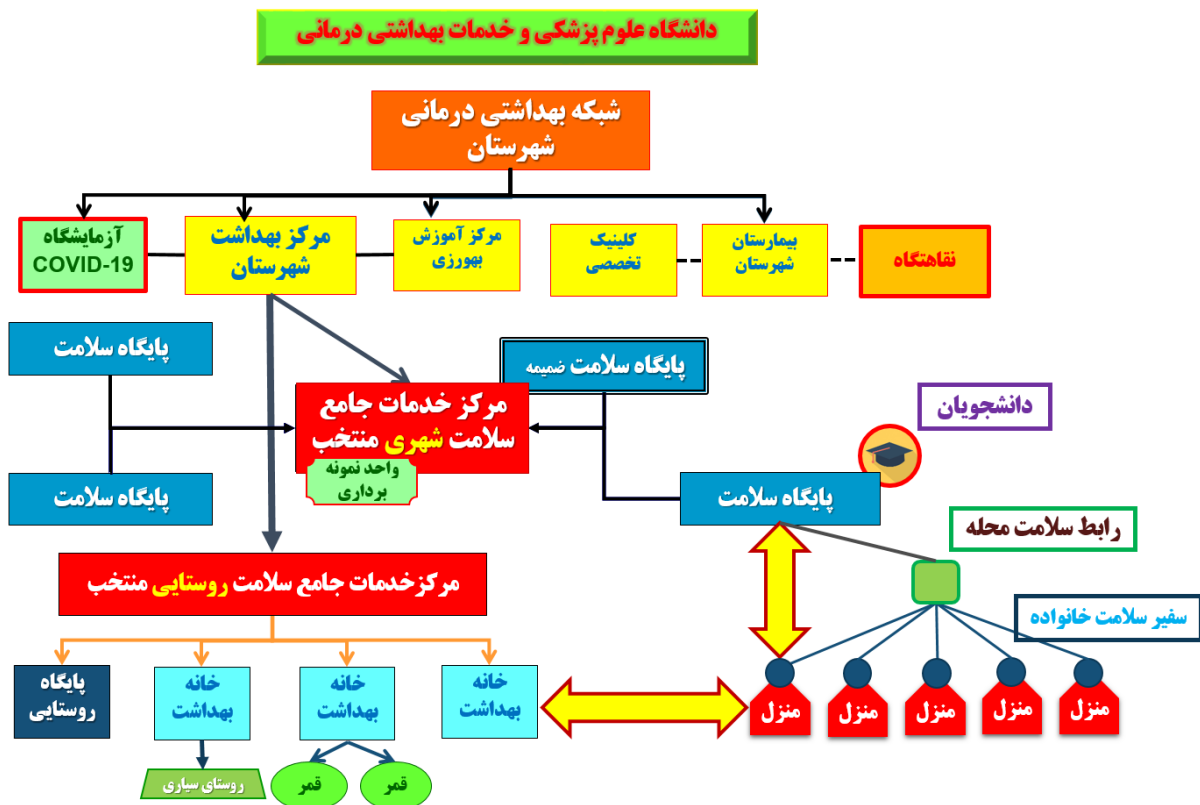 دانشگاه علوم پزشکی و خدمات بهداشتی درمانی
شبکه بهداشتی درمانی
شهرستان
نقاهتگاه
بیمارستان
شهرستان
کلینیک
تخصصی
مرکز آموزش
بهورزی
مرکز بهداشت
شهرستان
آزمایشگاه
COVID-19
پایگاه سلامت ضمیمه
پایگاه سلامت
مرکز خدمات جامع
سلامت شهری منتخب
واحد نمونه
برداری
دانشجویان
پایگاه سلامت
پایگاه سلامت
رابط سلامت محله
مرکزخدمات جامع سلامت روستایی منتخب
سفیر سلامت خانواده
منزل
منزل
منزل
منزل
منزل
خانه
بهداشت
خانه
بهداشت
خانه
بهداشت
پایگاه
روستایی
قمر
قمر
روستای سیاری